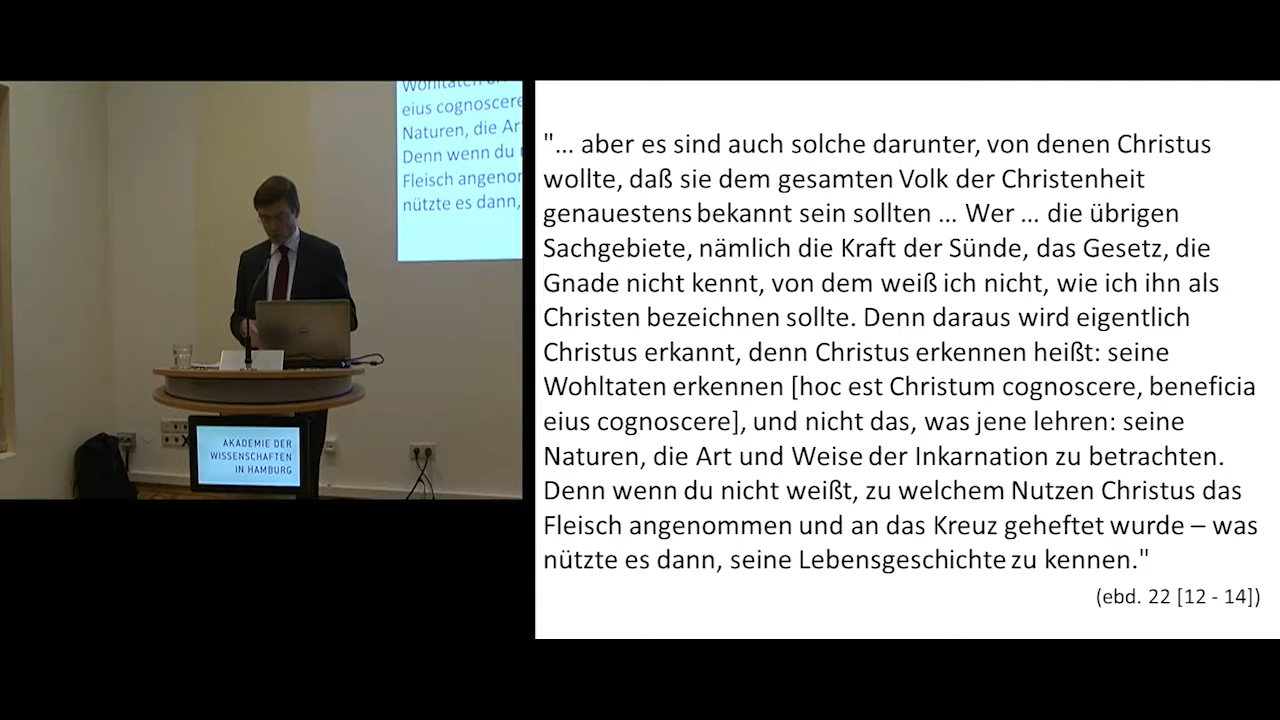 Wohltaten
eius cognoscere
Naturen, die Ar
Denn wenn du
Fleisch angenor
nützte es dann,
AKADEMIE DER
WISSENSCHAFTEN
IN HAMBURG
"... aber es sind auch solche darunter, von denen Christus
wollte, daß sie dem gesamten Volk der Christenheit
genauestens bekannt sein sollten ... Wer ... die übrigen
Sachgebiete, nämlich die Kraft der Sünde, das Gesetz, die
Gnade nicht kennt, von dem weiß ich nicht, wie ich ihn als
Christen bezeichnen sollte. Denn daraus wird eigentlich
Christus erkannt, denn Christus erkennen heißt: seine
Wohltaten erkennen [hoc est Christum cognoscere, beneficia
eius cognoscere], und nicht das, was jene lehren: seine
Naturen, die Art und Weise der Inkarnation zu betrachten.
Denn wenn du nicht weißt, zu welchem Nutzen Christus das
Fleisch angenommen und an das Kreuz geheftet wurde – was
nützte es dann, seine Lebensgeschichte zu kennen."
(ebd. 22 [12 - 14])